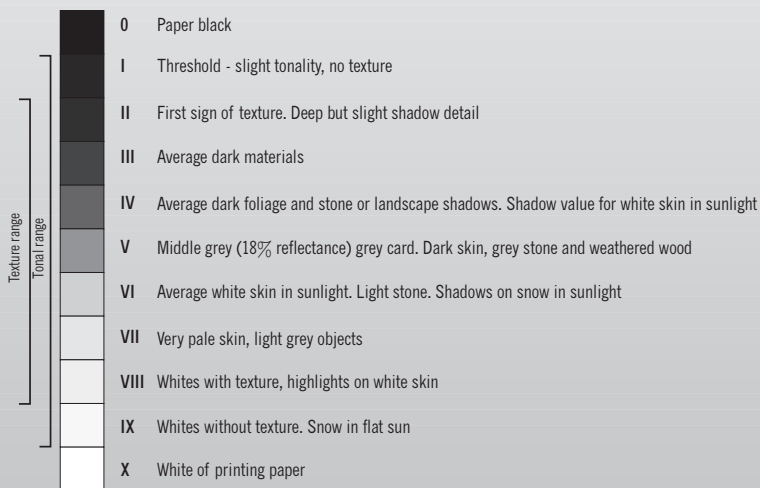 0 Paper black
I Threshold - slight tonality, no texture
II First sign of texture. Deep but slight shadow detail
III Average dark materials
IV Average dark foliage and stone or landscape shadows. Shadow value for white skin in sunlight
V Middle grey (18% reflectance) grey card. Dark skin, grey stone and weathered wood
VI Average white skin in sunlight. Light stone. Shadows on snow in sunlight
VII Very pale skin, light grey objects
VIII Whites with texture, highlights on white skin
IX Whites without texture. Snow in flat sun
X White of printing paper
Texture range
Tonal range